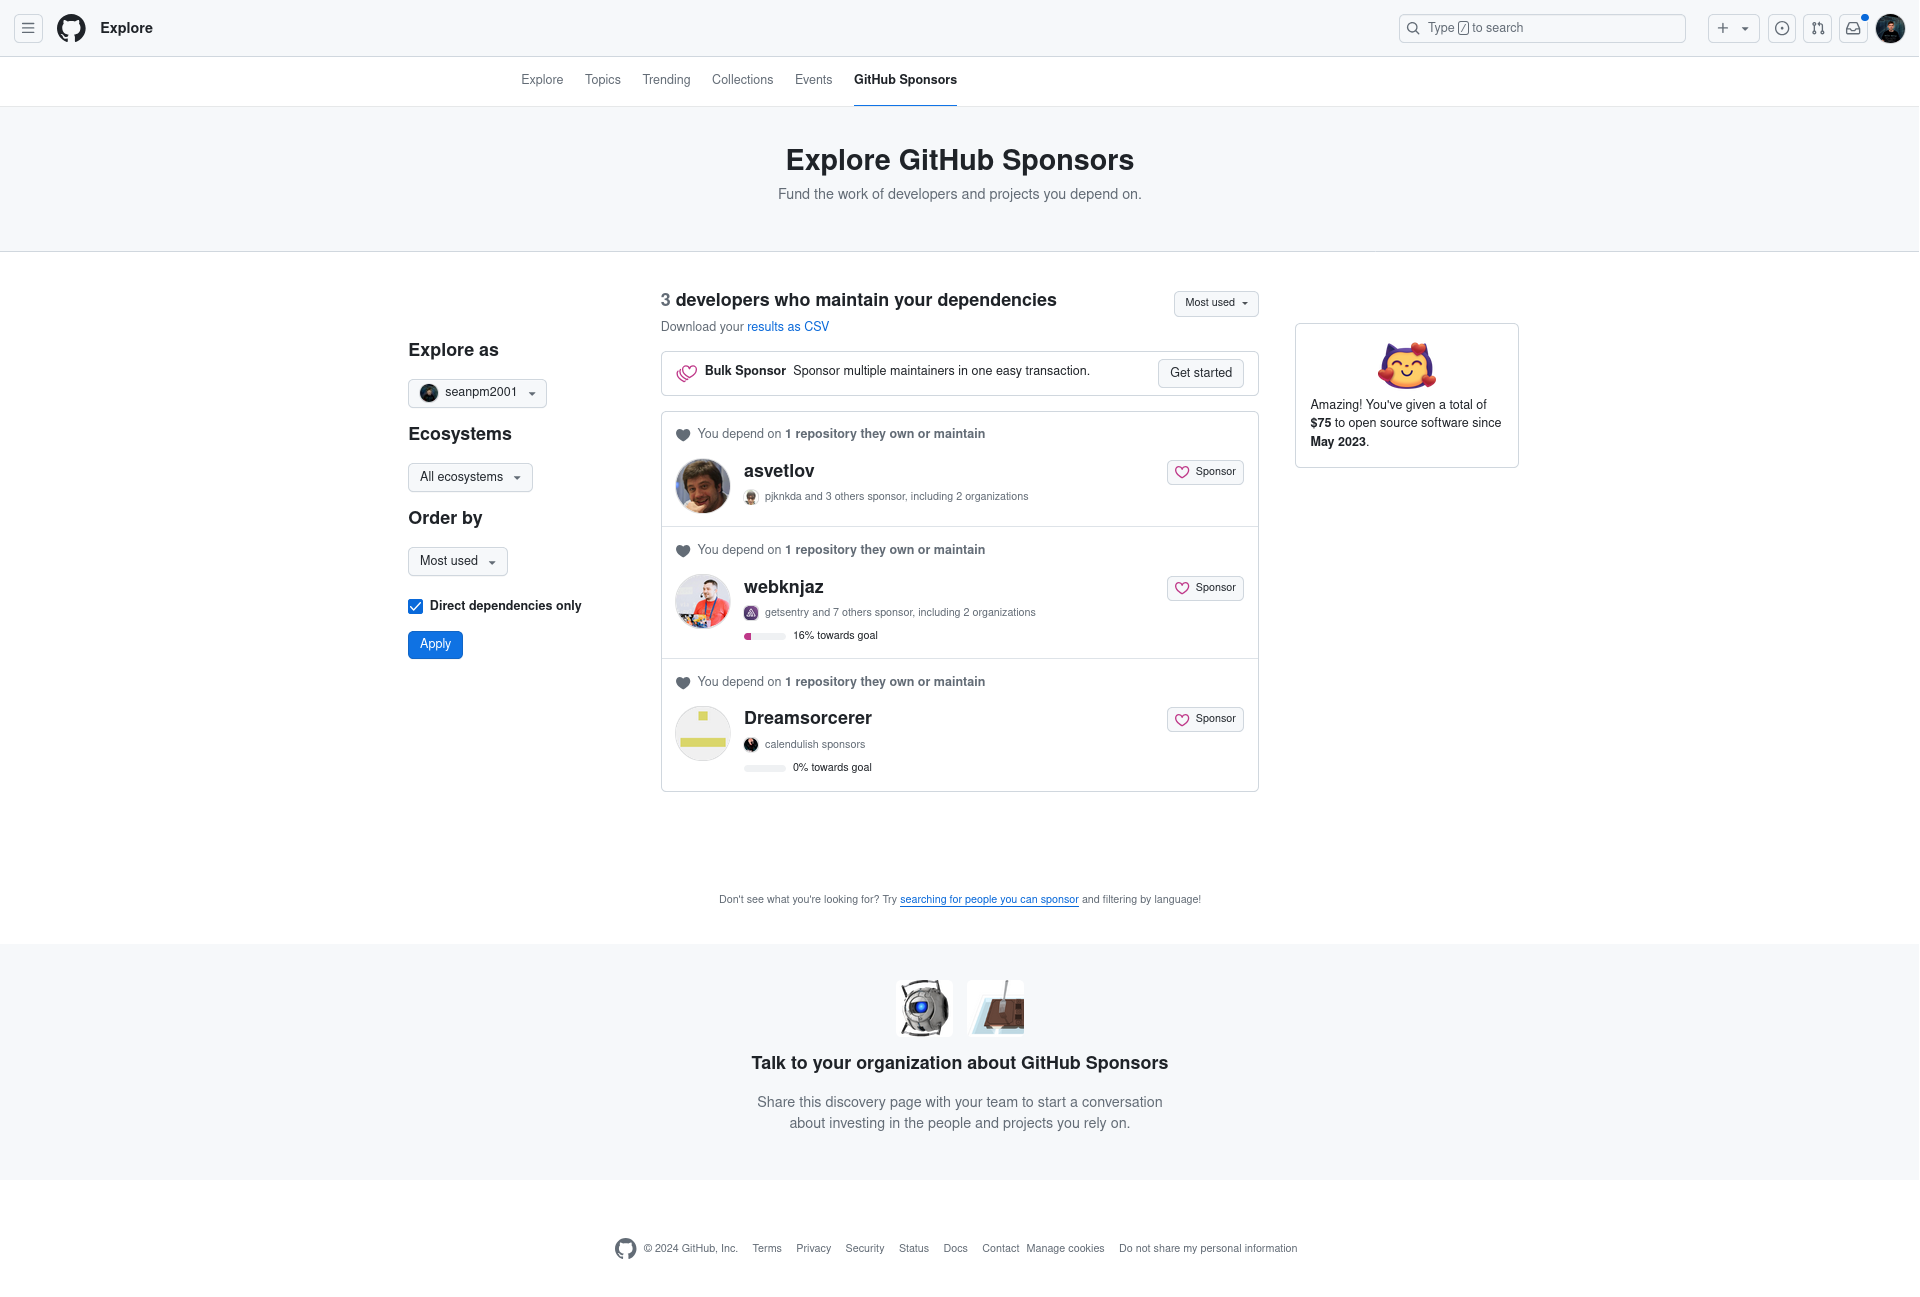 Explore
Type / to search
Explore Topics Trending Collections Events GitHub Sponsors
Explore GitHub Sponsors
Fund the work of developers and projects you depend on.
Explore as
seanpm2001
Ecosystems
All ecosystems
Order by
Most used
Direct dependencies only
Apply
3 developers who maintain your dependencies
Most used
Download your results as CSV
Bulk Sponsor Sponsor multiple maintainers in one easy transaction.
Get started
You depend on 1 repository they own or maintain
asvetlov
Sponsor
pjknkda and 3 others sponsor, including 2 organizations
You depend on 1 repository they own or maintain
webknjaz
Sponsor
getsentry and 7 others sponsor, including 2 organizations
16% towards goal
You depend on 1 repository they own or maintain
Dreamsorcerer
Sponsor
calendulish sponsors
0% towards goal
Amazing! You've given a total of
$75 to open source software since
May 2023.
Don't see what you're looking for? Try searching for people you can sponsor and filtering by language!
Talk to your organization about GitHub Sponsors
Share this discovery page with your team to start a conversation
about investing in the people and projects you rely on.
© 2024 GitHub, Inc. Terms Privacy Security Status Docs Contact Manage cookies Do not share my personal information